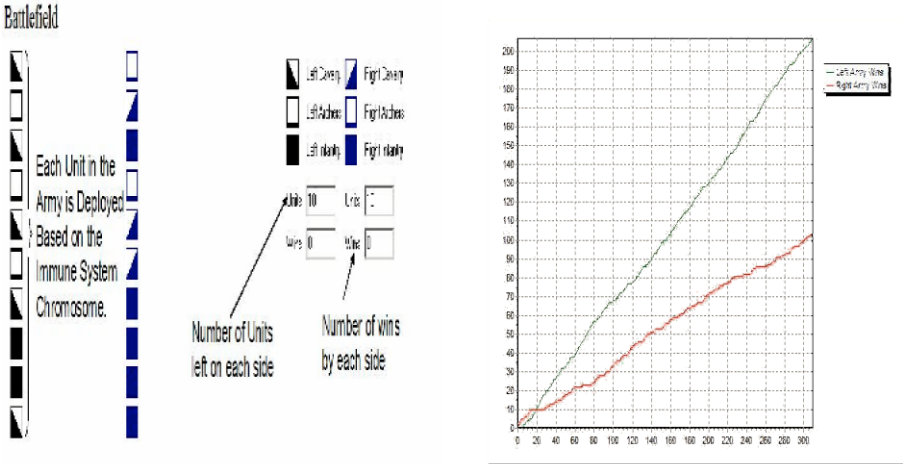 Battlefield
Each Unit in the
Army is Deployed
Based on the
Immune System
Chromosome.
Left Cavalry
Left Archers Right Archers
Left Infantry
Units 10 Units 10
Wins 0 Wins 0
Number of Units
left on each side
Number of wins
by each side
200
190
180
170
160
150
140
130
120
110
100
90
80
70
60
50
40
30
20
10
0
0 20 40 60 80 100 120 140 160 180 200 220 240 260 280 300
Left Army Wins
Right Army Wins